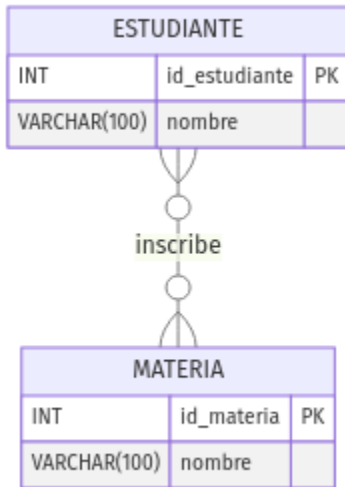 ESTUDIANTE
INT id_estudiante PK
VARCHAR(100) nombre
inscribe
MATERIA
INT id_materia PK
VARCHAR(100) nombre